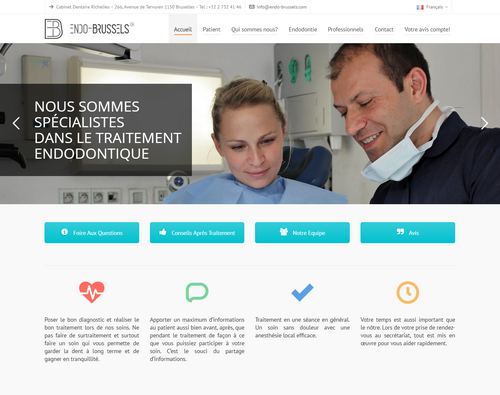 Cabinet Dentaire Richelieu - 266,Avenue de Tervuren 1150 Bruxelles - Tel : +32 2 732 41 46 info@endo-brussels.com Français
ENDO-BRUSSELS
Accueil Patient Qui sommes nous? Endodontie Professionnels Contact Votre avis compte!
NOUS SOMMES
SPÉCIALISTES
DANS LE TRAITEMENT
ENDODONTIQUE
Foire Aux Questions Conseils Après Traitement Notre Equipe Avis
Poser le bon diagnostic et réaliser le
bon traitement lors de nos soins. Ne
pas faire de surtraitement et surtout
faire un soin qui vous permette de
garder la dent à long terme et de
gagner en tranquillité.
Apporter un maximum d'informations
au patient aussi bien avant, après, que
pendant le traitement de façon à ce
que vous puissiez participer à votre
soin. C'est le souci du partage
d'informations.
Traitement en une séance en général.
Un soin sans douleur avec une
anesthésie local efficace.
Votre temps est aussi important que
le nôtre. Lors de votre prise de rendez-
vous au secrétariat, tout est mis en
œuvre pour vous aider rapidement.